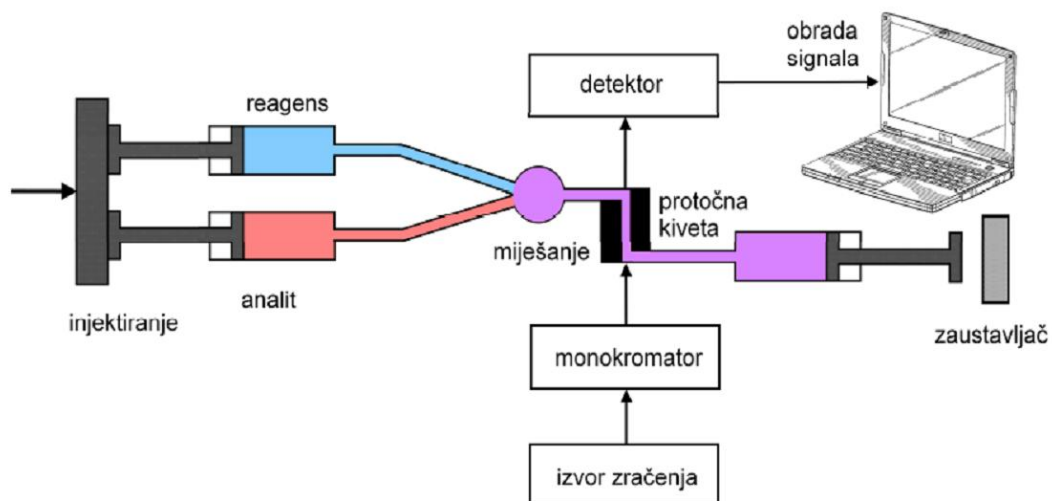 obrada
signala
detektor
reagens
protočna
kiveta
miješanje
analit
injektiranje
zaustavljač
monokromator
izvor zračenja